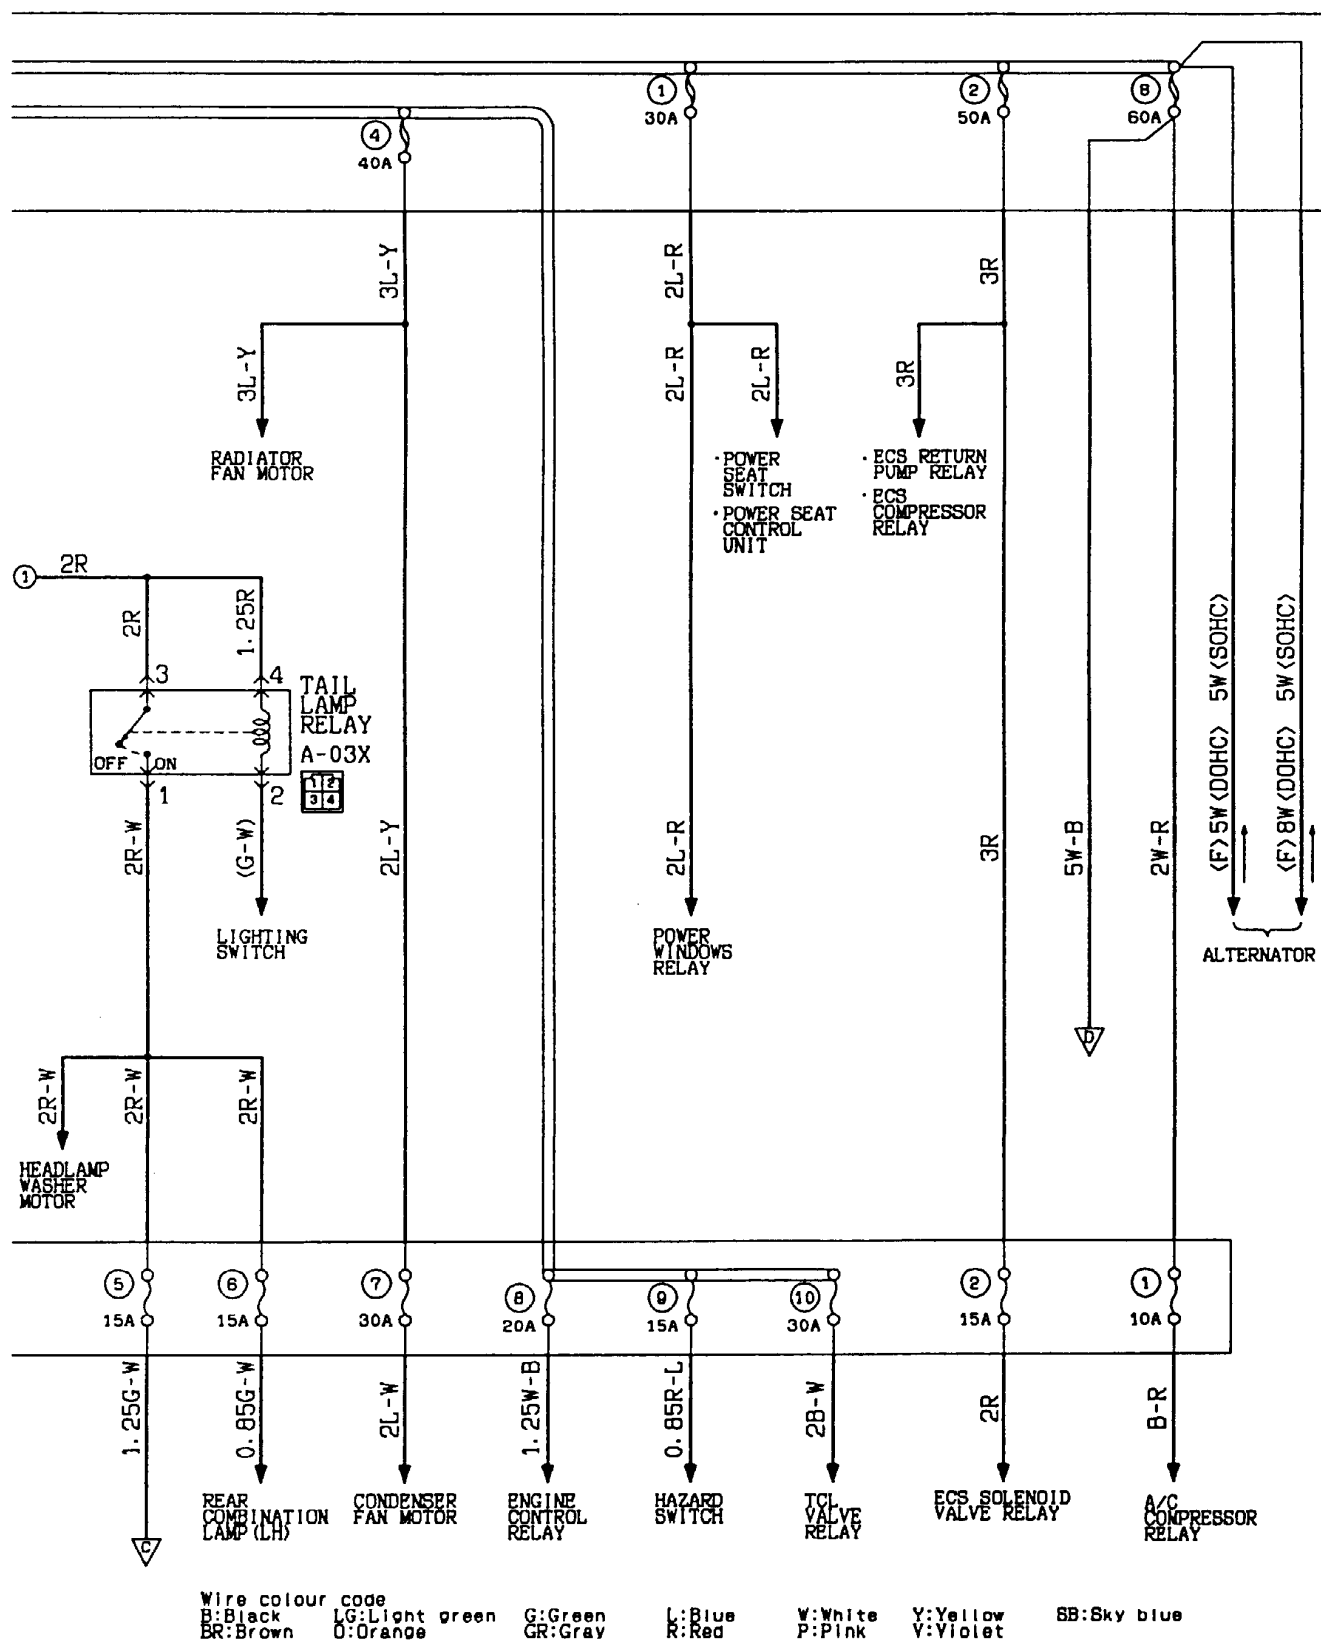 1
30A
2
50A
8
60A
4
40A
3L-Y
2L-R
3R
3L-Y
2L-R
2L-R
3R
RADIATOR
FAN MOTOR
·POWER
SEAT
SWITCH
·POWER SEAT
CONTROL
UNIT
·ECS RETURN
PUMP RELAY
·ECS
COMPRESSOR
RELAY
1
2R
2R
1.25R
3
4
TAIL
LAMP
RELAY
A-03X
OFF
ON
1 2
3 4
1
2
2R-W
(G-W)
2L-Y
2L-R
3R
5W-B
2W-R
<F>5W<DOHC> 5W<SOHC>
<F>8W<DOHC> 5W<SOHC>
LIGHTING
SWITCH
POWER
WINDOWS
RELAY
ALTERNATOR
D
2R-W
2R-W
2R-W
HEADLAMP
WASHER
MOTOR
5
15A
6
15A
7
30A
8
20A
9
15A
10
30A
2
15A
1
10A
1.25G-W
0.85G-W
2L-W
1.25W-B
0.85R-L
2B-W
2R
B-R
C
REAR
COMBINATION
LAMP(LH)
CONDENSER
FAN MOTOR
ENGINE
CONTROL
RELAY
HAZARD
SWITCH
TCL
VALVE
RELAY
ECS SOLENOID
VALVE RELAY
A/C
COMPRESSOR
RELAY
Wire colour code
B:Black LG:Light green G:Green L:Blue W:White Y:Yellow SB:Sky blue
BR:Brown O:Orange GR:Gray R:Red P:Pink V:Violet